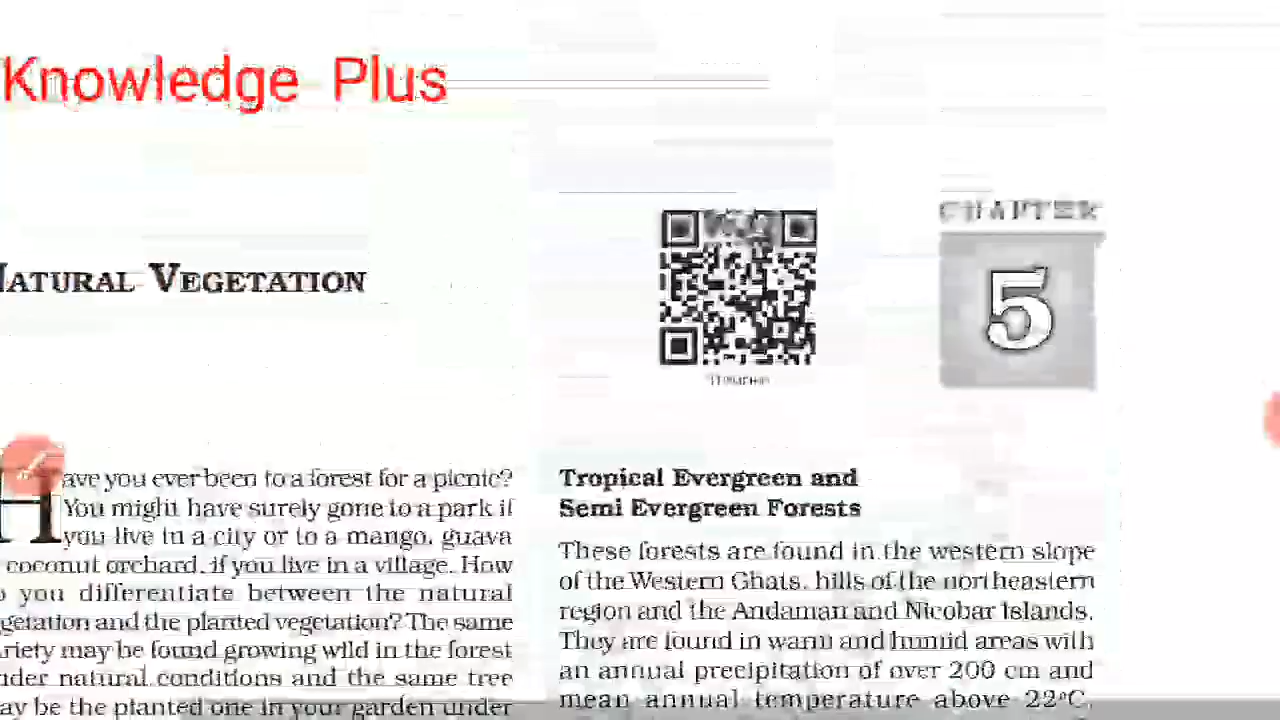 Knowledge Plus
CHAPTER
NATURAL VEGETATION
5
Have you ever been to a forest for a picnic?
You might have surely gone to a park if
you live in a city or to a mango, guava
coconut orchard, if you live in a village. How
you differentiate between the natural
getation and the planted vegetation? The same
riety may be found growing wild in the forest
nder natural conditions and the same tree
ay be the planted one in your garden under
Tropical Evergreen and
Semi Evergreen Forests
These forests are found in the western slope
of the Western Ghats, hills of the northeastern
region and the Andaman and Nicobar Islands.
They are found in warm and humid areas with
an annual precipitation of over 200 cm and
mean annual temperature above 22°C.